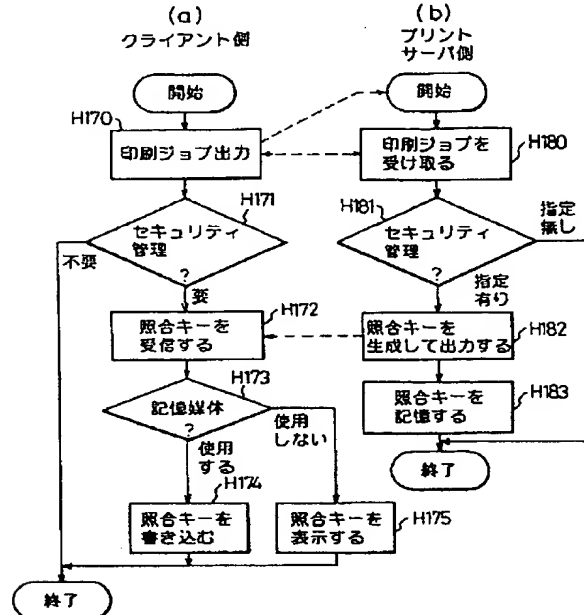 (a)
クライアント側
開始
H170
印刷ジョブ出力
H171
セキュリティ
管理
?
不要
要
H172
照合キーを
受信する
H173
記憶媒体
?
使用
しない
使用
する
H174
照合キーを
書き込む
照合キーを
表示する
H175
終了
(b)
プリント
サーバ側
開始
印刷ジョブを
受け取る
H180
H181
セキュリティ
管理
?
指定
無し
指定
有り
照合キーを
生成して出力する
H182
照合キーを
記憶する
H183
終了